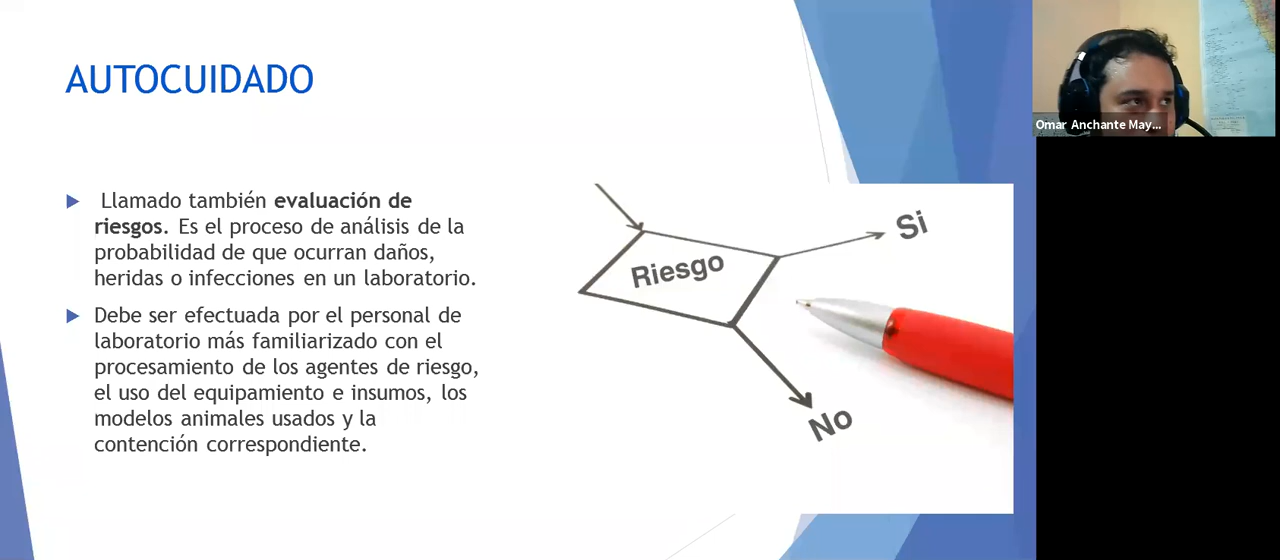 AUTOCUIDADO
Llamado también evaluación de
riesgos. Es el proceso de análisis de la
probabilidad de que ocurran daños,
heridas o infecciones en un laboratorio.
Debe ser efectuada por el personal de
laboratorio más familiarizado con el
procesamiento de los agentes de riesgo,
el uso del equipamiento e insumos, los
modelos animales usados y la
contención correspondiente.
Riesgo
Si
No
Omar Anchante May...